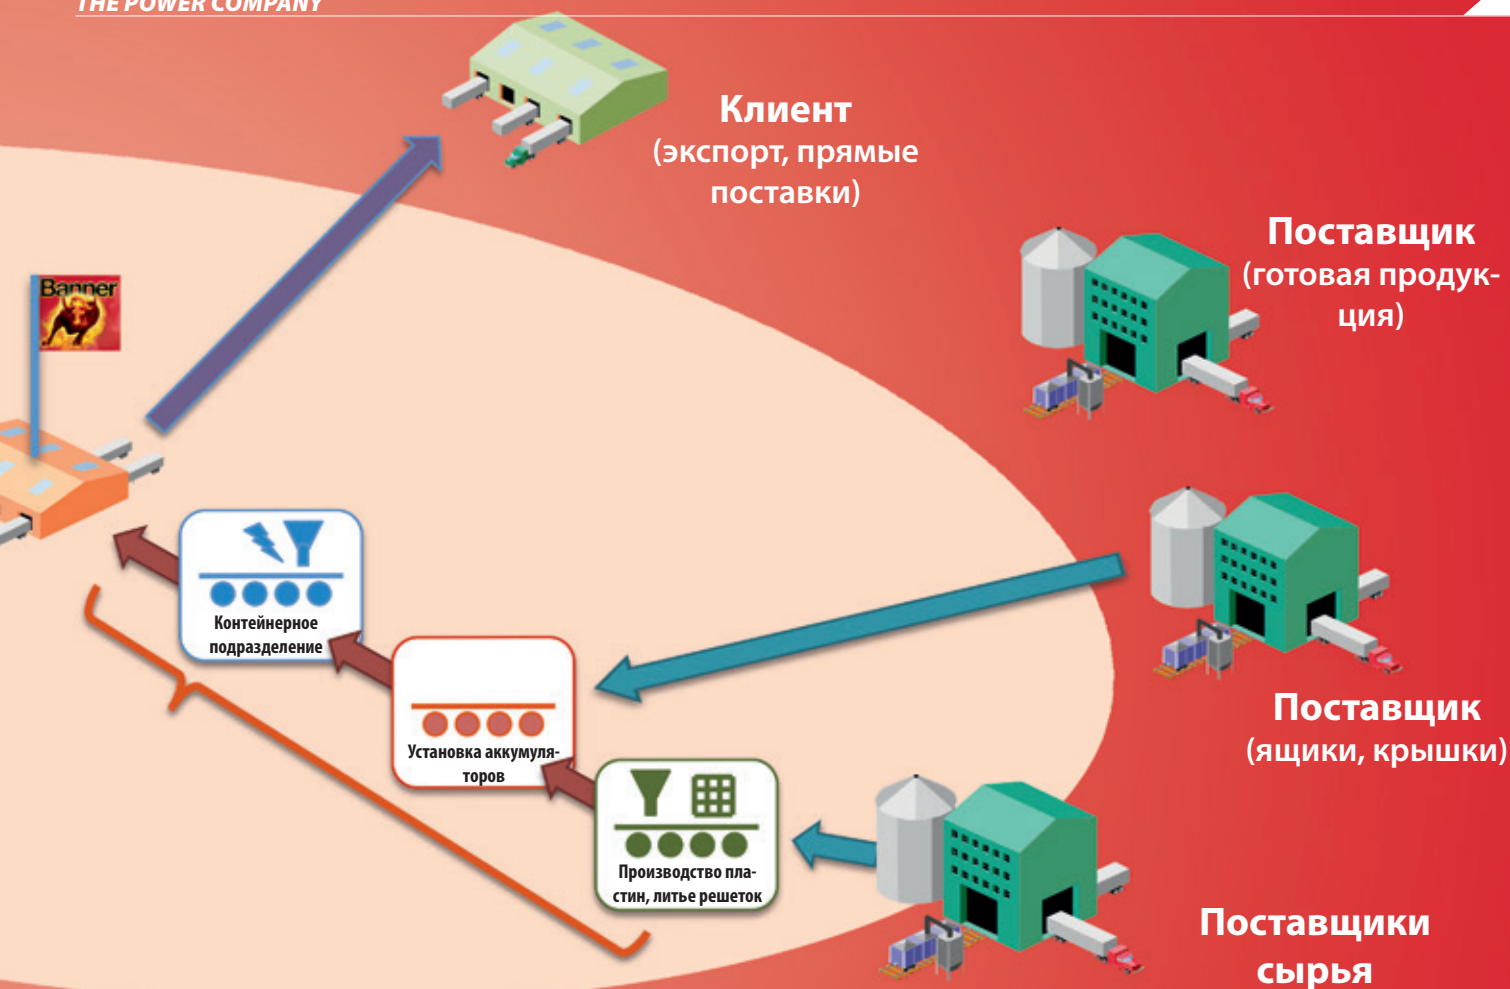 THE POWER COMPANY
Клиент
(экспорт, прямые
поставки)
Поставщик
(готовая продук-
ция)
Banner
Контейнерное
подразделение
Установка аккумуля-
торов
Производство пла-
стин, литье решеток
Поставщик
(ящики, крышки)
Поставщики
сырья